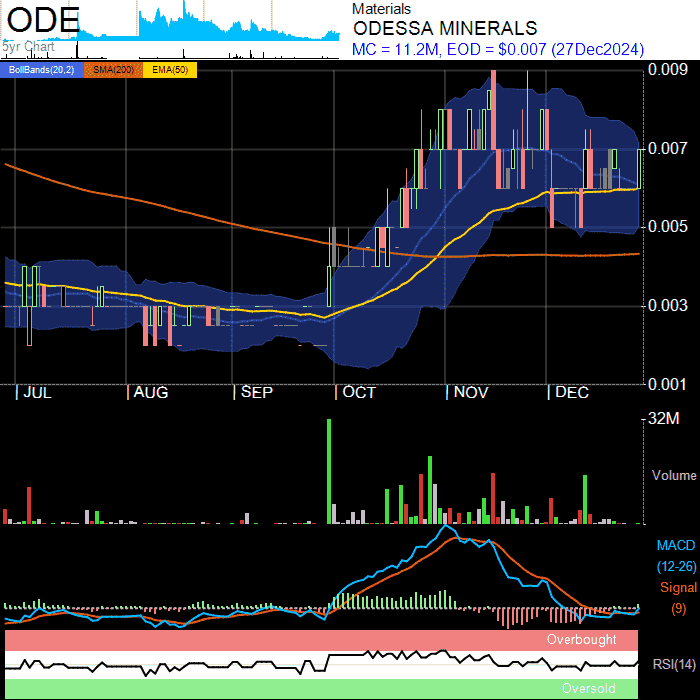 ODE
5yr Chart
Materials
ODESSA MINERALS
MC = 11.2M, EOD = $0.007 (27Dec2024)
BollBands(20,2) SMA(200) EMA(50)
0.009
0.007
0.005
0.003
0.001
JUL AUG SEP OCT NOV DEC
32M
Volume
MACD
(12-26)
Signal
(9)
Overbought
RSI(14)
Oversold